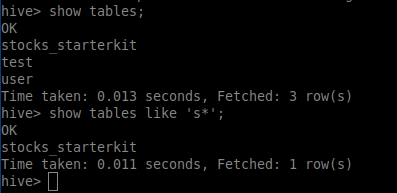 hive> show tables;
OK
stocks_starterkit
test
user
Time taken: 0.013 seconds, Fetched: 3 row(s)
hive> show tables like 's*';
OK
stocks_starterkit
Time taken: 0.011 seconds, Fetched: 1 row(s)
hive>